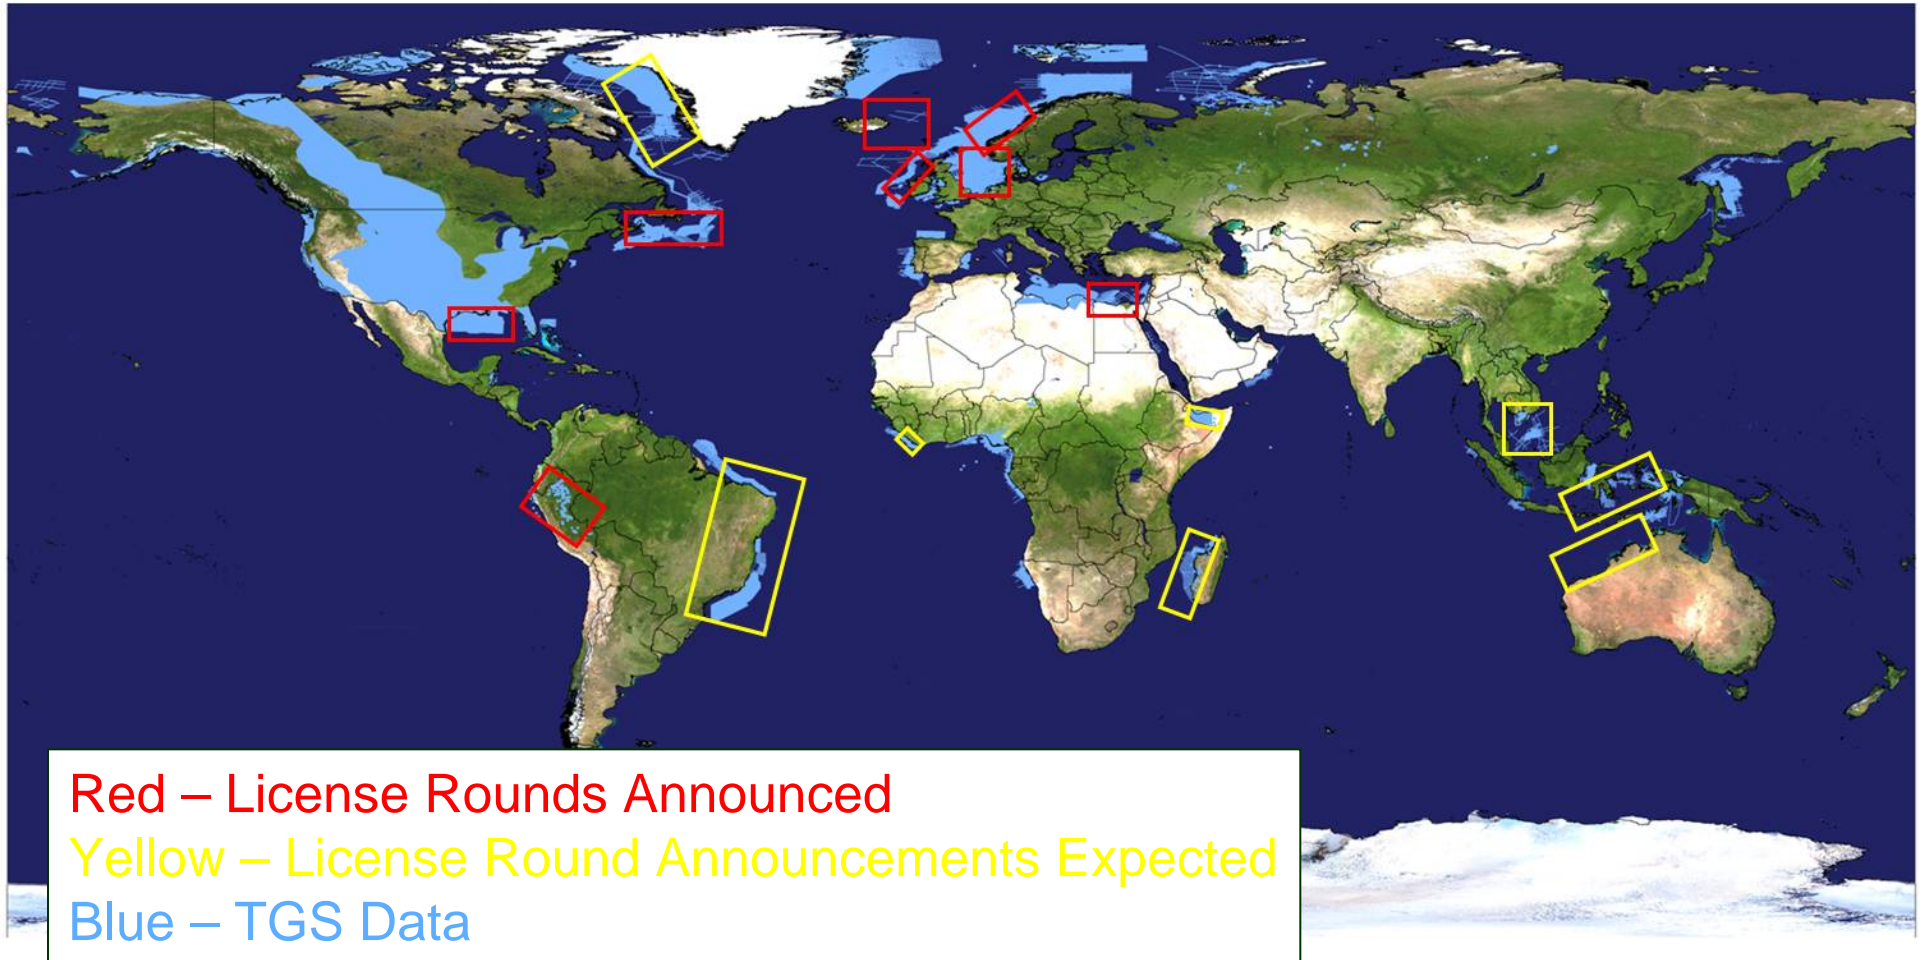 Red – License Rounds Announced
Yellow – License Round Announcements Expected
Blue – TGS Data